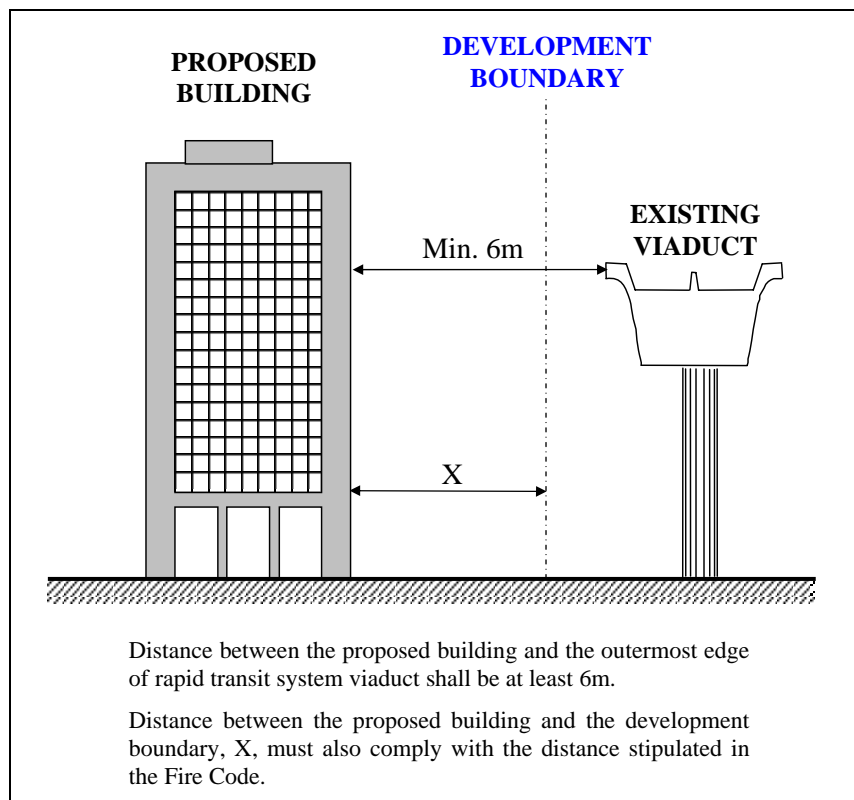 PROPOSED
BUILDING
DEVELOPMENT
BOUNDARY
EXISTING
VIADUCT
Min. 6m
X
Distance between the proposed building and the outermost edge
of rapid transit system viaduct shall be at least 6m.
Distance between the proposed building and the development
boundary, X, must also comply with the distance stipulated in
the Fire Code.